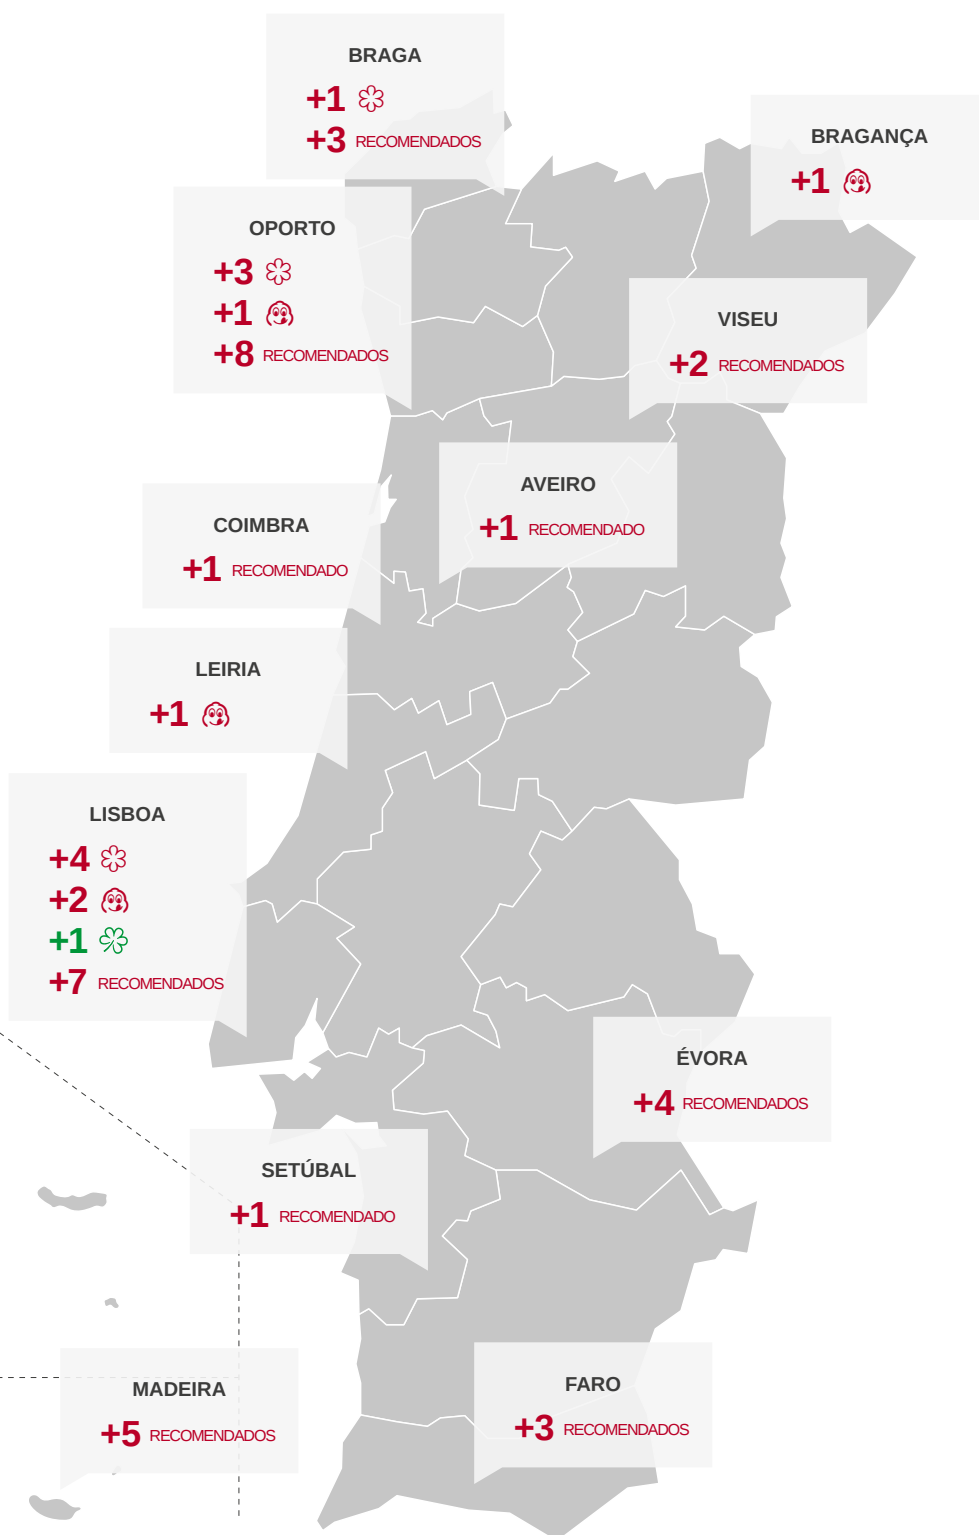 BRAGA
+1
+3 RECOMENDADOS
BRAGANÇA
+1
OPORTO
+3
+1
+8 RECOMENDADOS
VISEU
+2 RECOMENDADOS
AVEIRO
+1 RECOMENDADO
COIMBRA
+1 RECOMENDADO
LEIRIA
+1
LISBOA
+4
+2
+1
+7 RECOMENDADOS
ÉVORA
+4 RECOMENDADOS
SETÚBAL
+1 RECOMENDADO
MADEIRA
+5 RECOMENDADOS
FARO
+3 RECOMENDADOS